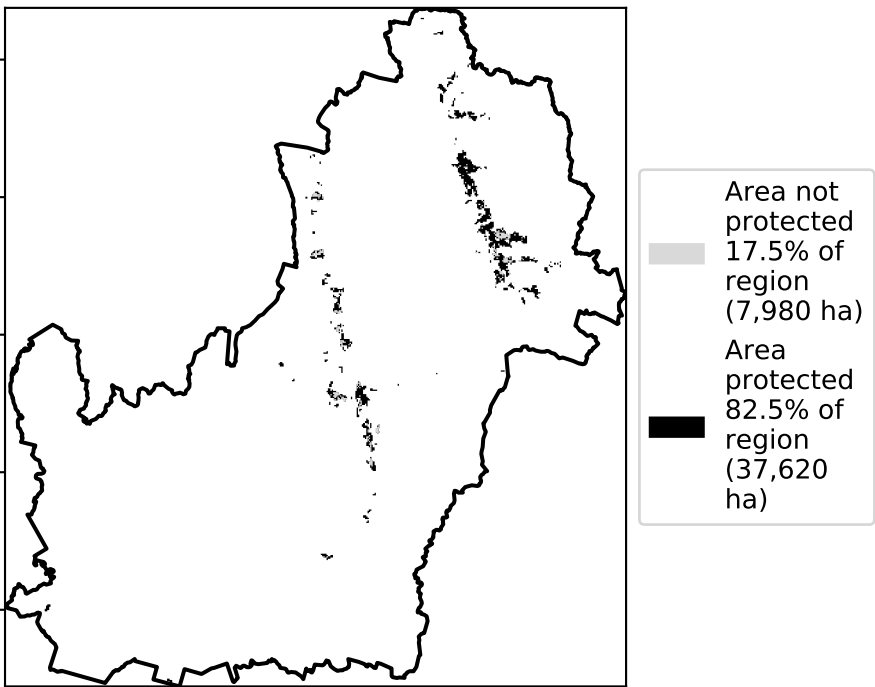 Area not
protected
17.5% of
region
(7,980 ha)
Area
protected
82.5% of
region
(37,620
ha)